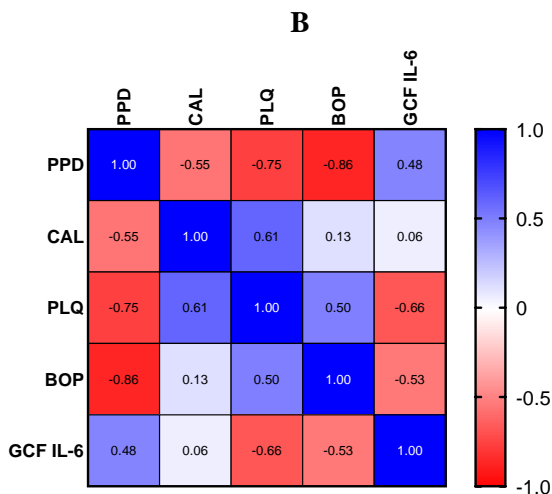 B
PPD CAL PLQ BOP GCF IL-6
PPD 1.00 -0.55 -0.75 -0.86 0.48
CAL -0.55 1.00 0.61 0.13 0.06
PLQ -0.75 0.61 1.00 0.50 -0.66
BOP -0.86 0.13 0.50 1.00 -0.53
GCF IL-6 0.48 0.06 -0.66 -0.53 1.00
1.0
0.5
0
-0.5
-1.0